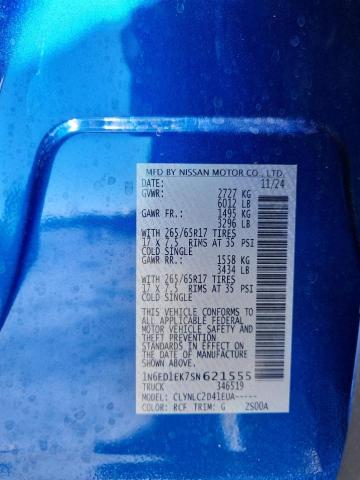 MFD BY NISSAN MOTOR CO., LTD.
DATE: 11/24
GVWR: 2727 KG
6012 LB
GAWR FR: 1495 KG
3296 LB
WITH 265/65R17 TIRES
17 X 7.5 RIMS AT 35 PSI
COLD SINGLE
GAWR RR: 1558 KG
3434 LB
WITH 265/65R17 TIRES
17 X 7.5 RIMS AT 35 PSI
COLD SINGLE
THIS VEHICLE CONFORMS TO ALL
APPLICABLE FEDERAL MOTOR
VEHICLE SAFETY STANDARDS
AND THEFT PREVENTION
STANDARDS IN EFFECT ON
THE DATE OF MANUFACTURE
SHOWN ABOVE
1N6ED1EK7SN621555
TRUCK 346519
MODEL: CLYNLC2D41EUA-----
COLOR: RCF TRIM: G 2S00A